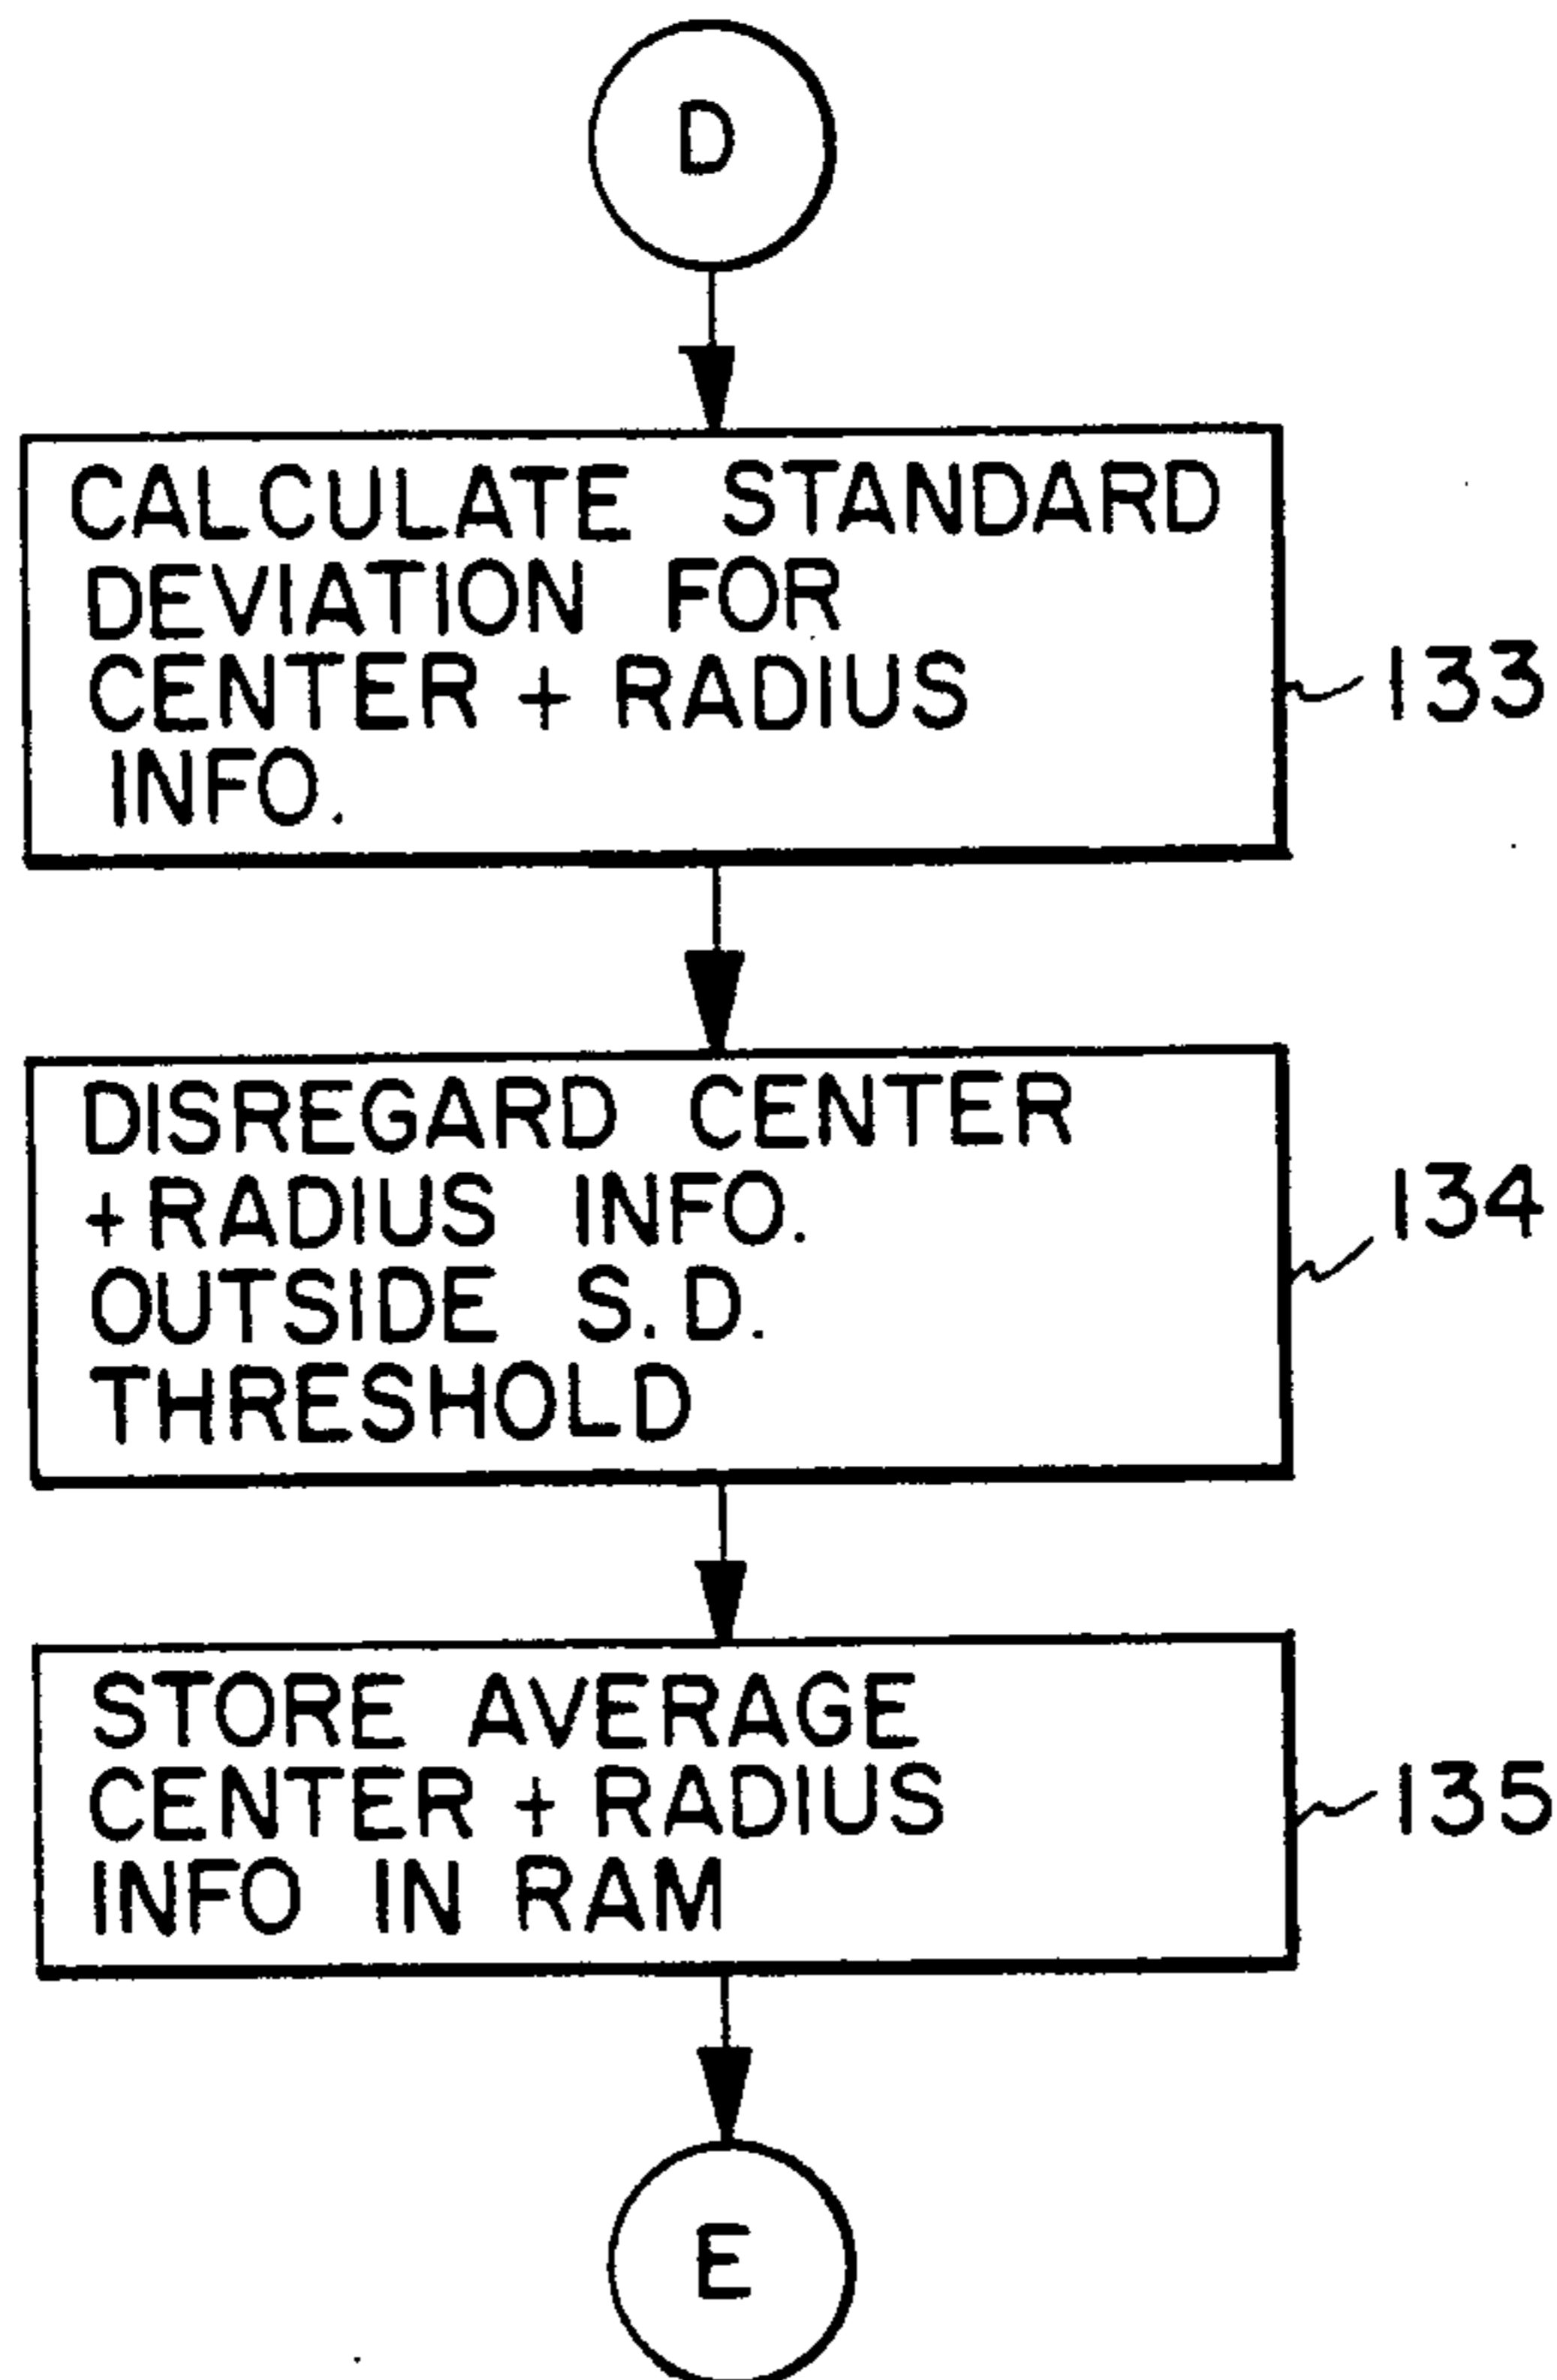 D
CALCULATE STANDARD
DEVIATION FOR
CENTER + RADIUS
INFO.
133
DISREGARD CENTER
+ RADIUS INFO.
OUTSIDE S.D.
THRESHOLD
134
STORE AVERAGE
CENTER + RADIUS
INFO IN RAM
135
E